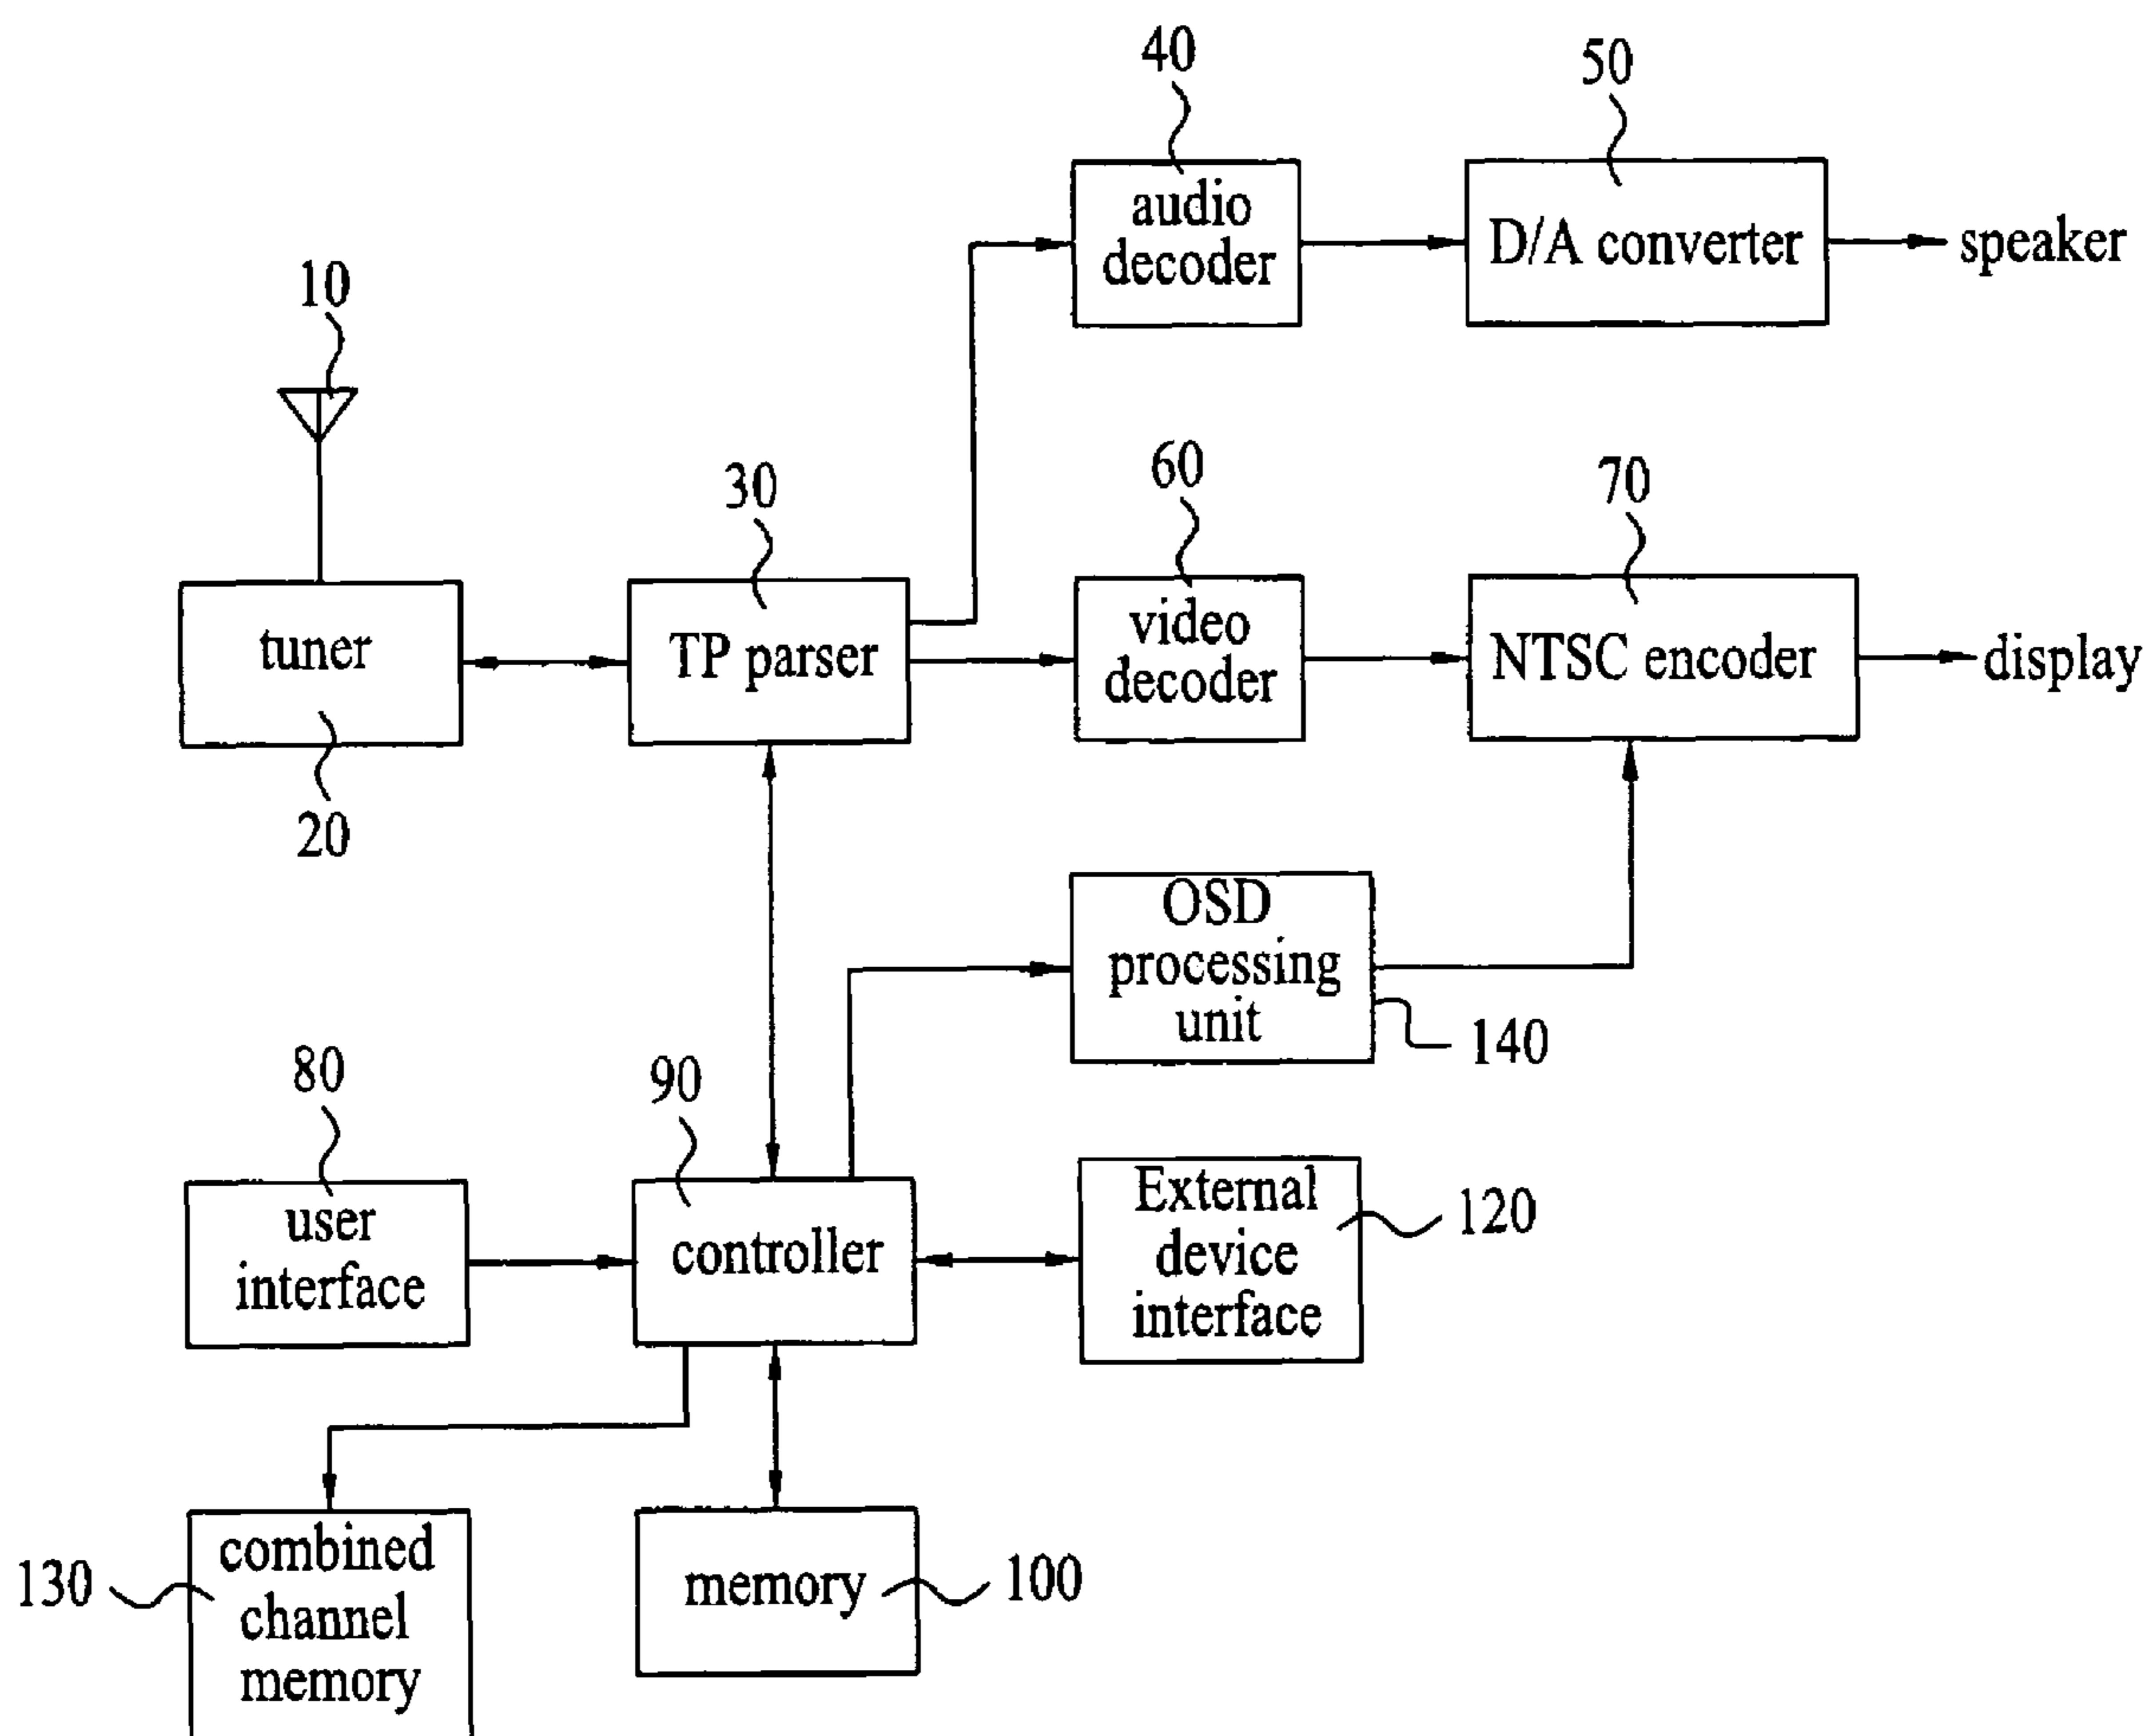 40
50
audio
decoder
D/A converter
speaker
10
30
60
70
tuner
TP parser
video
decoder
NTSC encoder
display
20
OSD
processing
unit
140
80
90
user
interface
controller
External
device
interface
120
130
combined
channel
memory
memory
100